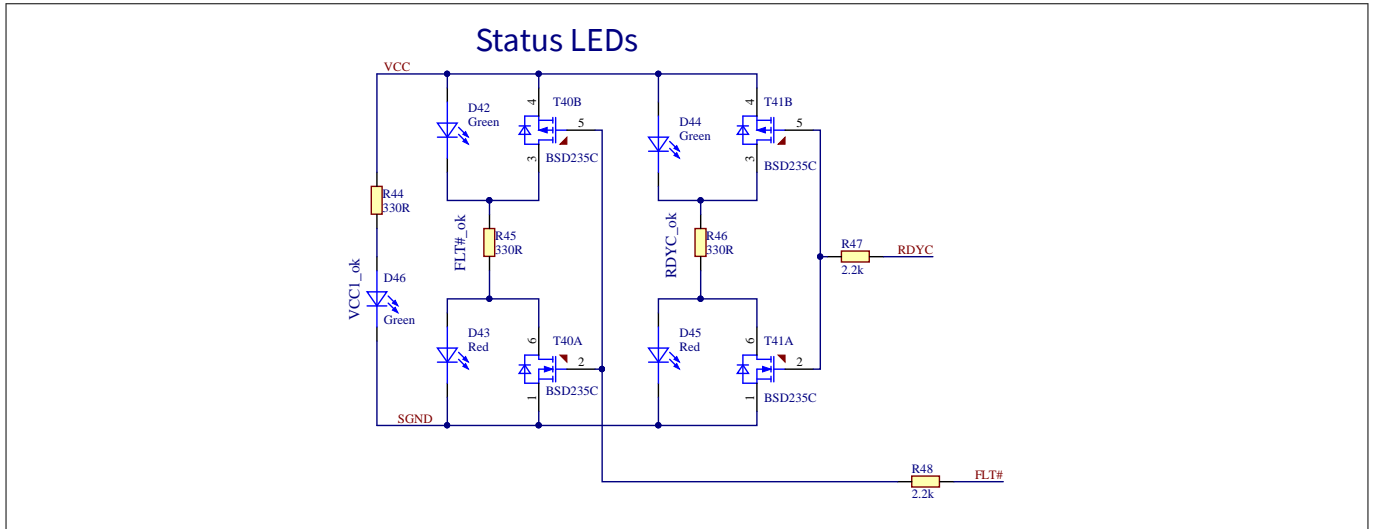 Status LEDs
VCC
D42
Green
4
T40B
5
3
BSD235C
D44
Green
4
T41B
5
3
BSD235C
R44
330R
FLT#_ok
R45
330R
RDYC_ok
R46
330R
R47
2.2k
RDYC
VCC1_ok
D46
Green
D43
Red
6
T40A
2
1
BSD235C
D45
Red
6
T41A
2
1
BSD235C
SGND
R48
2.2k
FLT#